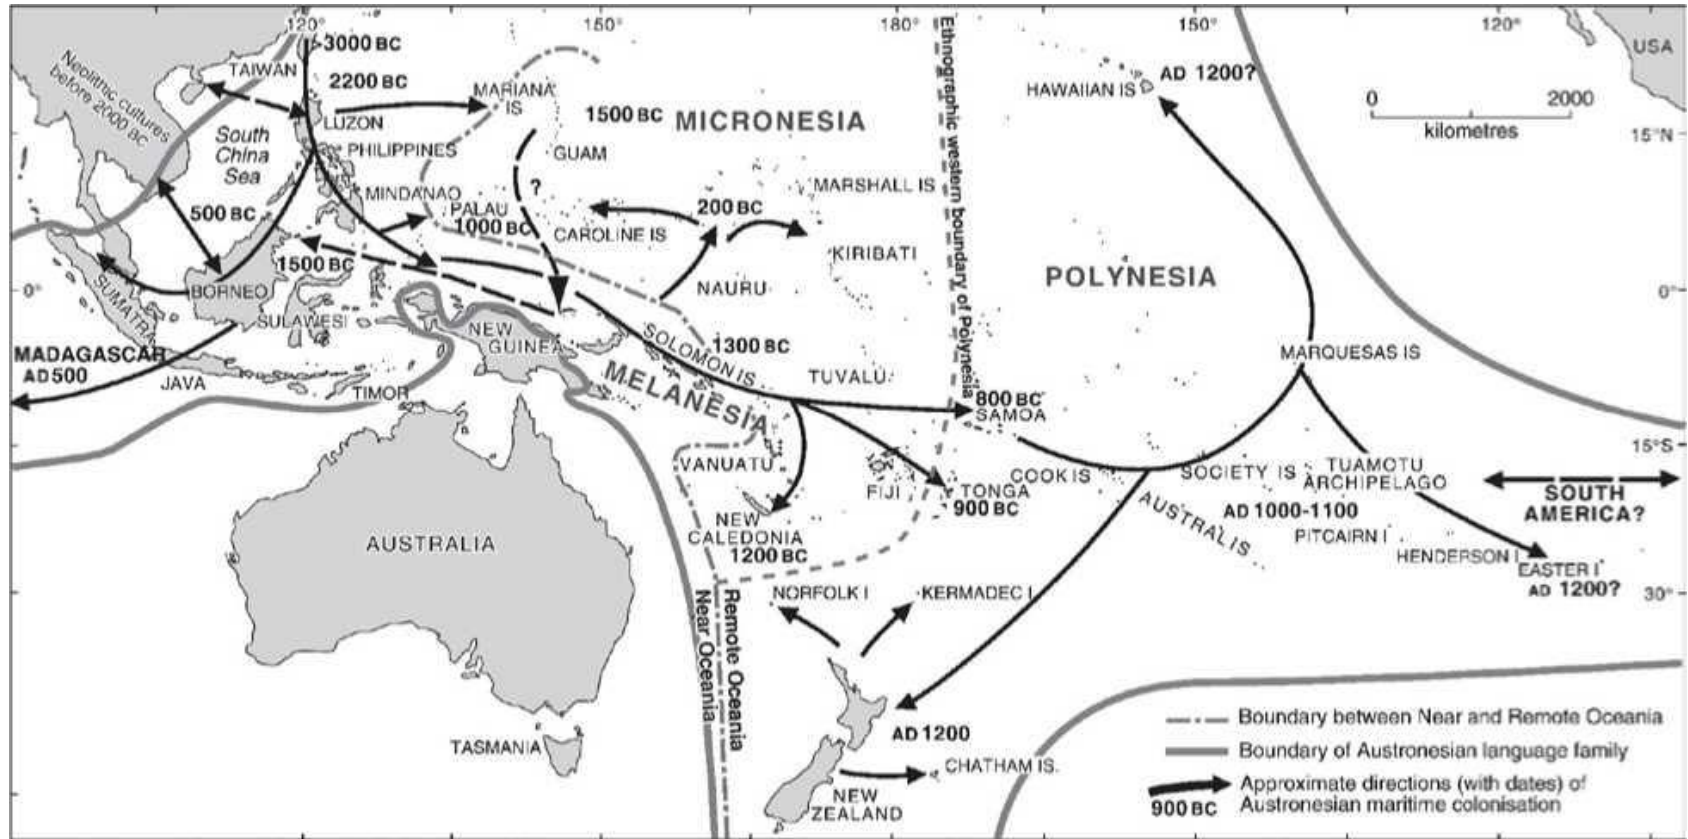 120°
150°
180°
150°
120°
3000 BC
TAIWAN
Neolithic cultures
before 2000 BC
2200 BC
MARIANA
IS
LUZON
South
China
Sea
PHILIPPINES
1500 BC
MICRONESIA
GUAM
?
MINDANAO
PALAU
1000 BC
500 BC
CAROLINE IS
200 BC
MARSHALL IS
KIRIBATI
NAURU
Ethnographic western boundary of Polynesia
HAWAIIAN IS
AD 1200?
USA
0
2000
kilometres
15°N
POLYNESIA
0°
0°
1500 BC
BORNEO
SUMATRA
SULAWESI
NEW
GUINEA
SOLOMON IS
1300 BC
MELANESIA
TUVALU
MADAGASCAR
AD500
JAVA
TIMOR
800 BC
SAMOA
MARQUESAS IS
15°S
VANUATU
FIJI
TONGA
900 BC
COOK IS
SOCIETY IS
TUAMOTU
ARCHIPELAGO
SOUTH
AMERICA?
NEW
CALEDONIA
1200 BC
AUSTRAL IS
AD 1000-1100
PITCAIRN I
HENDERSON I
EASTER I
AD 1200?
30°
AUSTRALIA
NORFOLK I
KERMADEC I
Remote Oceania
Near Oceania
TASMANIA
AD 1200
CHATHAM IS.
NEW
ZEALAND
Boundary between Near and Remote Oceania
Boundary of Austronesian language family
900 BC
Approximate directions (with dates) of
Austronesian maritime colonisation